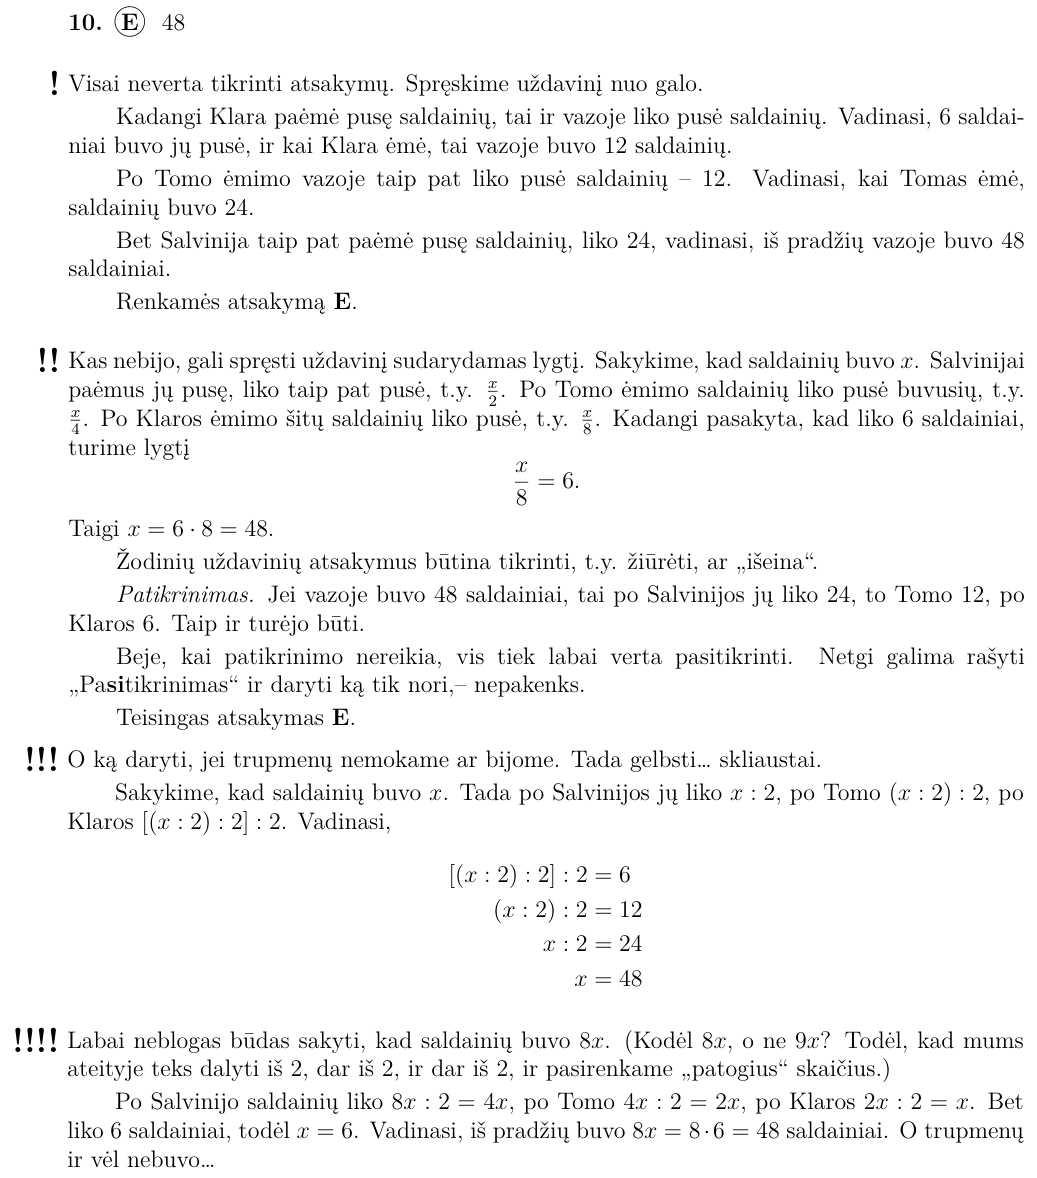 10. Ⓔ 48
! Visai neverta tikrinti atsakymų. Spręskime uždavinį nuo galo.
Kadangi Klara paėmė pusę saldainių, tai ir vazoje liko pusė saldainių. Vadinasi, 6 saldai-
niai buvo jų pusė, ir kai Klara ėmė, tai vazoje buvo 12 saldainių.
Po Tomo ėmimo vazoje taip pat liko pusė saldainių – 12. Vadinasi, kai Tomas ėmė,
saldainių buvo 24.
Bet Salvinija taip pat paėmė pusę saldainių, liko 24, vadinasi, iš pradžių vazoje buvo 48
saldainiai.
Renkamės atsakymą E.
!! Kas nebijo, gali spręsti uždavinį sudarydamas lygtį. Sakykime, kad saldainių buvo x. Salvinijai
paėmus jų pusę, liko taip pat pusė, t.y. x/2. Po Tomo ėmimo saldainių liko pusė buvusių, t.y.
x/4. Po Klaros ėmimo šitų saldainių liko pusė, t.y. x/8. Kadangi pasakyta, kad liko 6 saldainiai,
turime lygtį
x/8 = 6.
Taigi x = 6 · 8 = 48.
Žodinių uždavinių atsakymus būtina tikrinti, t.y. žiūrėti, ar „išeina“.
Patikrinimas. Jei vazoje buvo 48 saldainiai, tai po Salvinijos jų liko 24, to Tomo 12, po
Klaros 6. Taip ir turėjo būti.
Beje, kai patikrinimo nereikia, vis tiek labai verta pasitikrinti. Netgi galima rašyti
„Pasitikrinimas“ ir daryti ką tik nori,– nepakenks.
Teisingas atsakymas E.
!!! O ką daryti, jei trupmenų nemokame ar bijome. Tada gelbsti… skliaustai.
Sakykime, kad saldainių buvo x. Tada po Salvinijos jų liko x : 2, po Tomo (x : 2) : 2, po
Klaros [(x : 2) : 2] : 2. Vadinasi,
[(x : 2) : 2] : 2 = 6
(x : 2) : 2 = 12
x : 2 = 24
x = 48
!!!! Labai neblogas būdas sakyti, kad saldainių buvo 8x. (Kodėl 8x, o ne 9x? Todėl, kad mums
ateityje teks dalyti iš 2, dar iš 2, ir dar iš 2, ir pasirenkame „patogius“ skaičius.)
Po Salvinijo saldainių liko 8x : 2 = 4x, po Tomo 4x : 2 = 2x, po Klaros 2x : 2 = x. Bet
liko 6 saldainiai, todėl x = 6. Vadinasi, iš pradžių buvo 8x = 8·6 = 48 saldainiai. O trupmenų
ir vėl nebuvo…